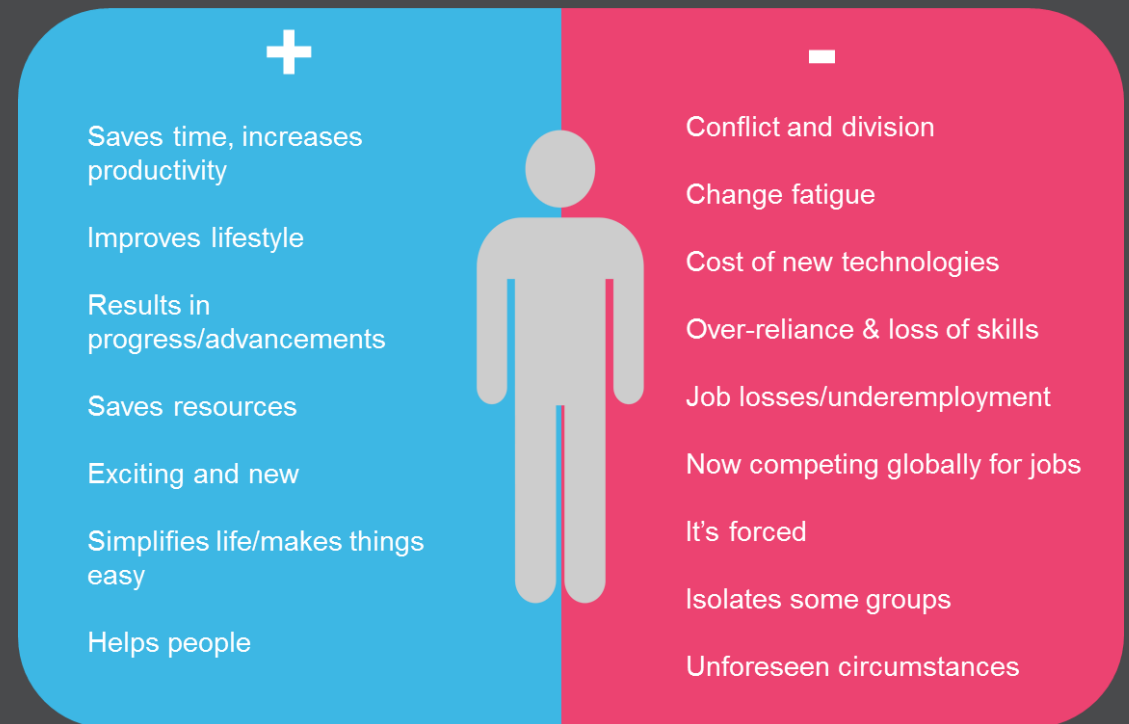 +
Saves time, increases
productivity
Improves lifestyle
Results in
progress/advancements
Saves resources
Exciting and new
Simplifies life/makes things
easy
Helps people
-
Conflict and division
Change fatigue
Cost of new technologies
Over-reliance & loss of skills
Job losses/underemployment
Now competing globally for jobs
It's forced
Isolates some groups
Unforeseen circumstances